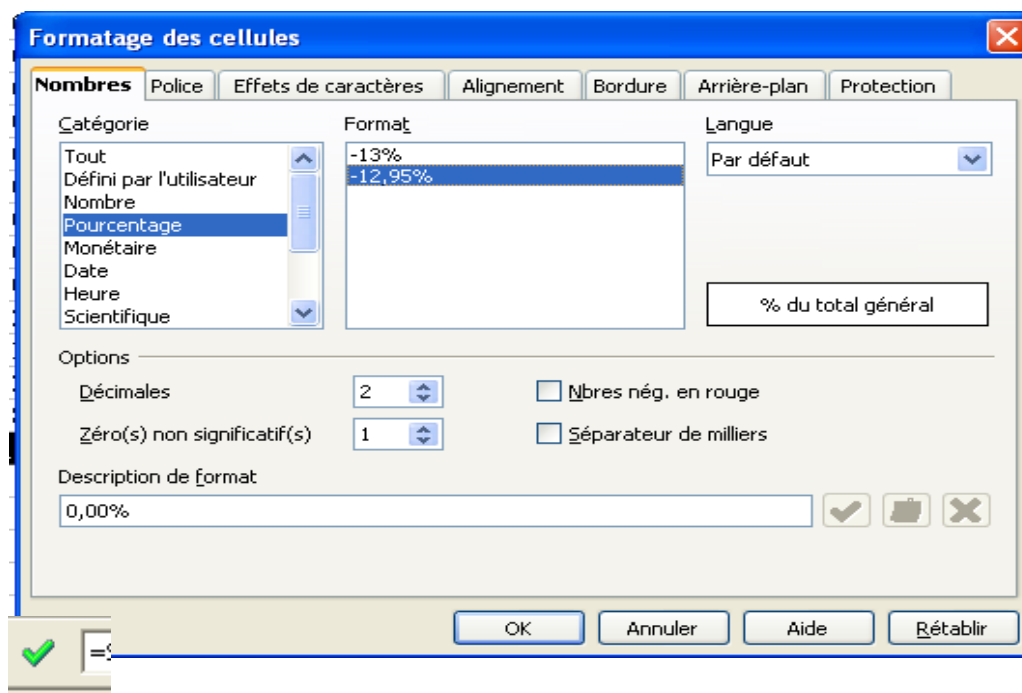 Formatage des cellules
Nombres Police Effets de caractères Alignement Bordure Arrière-plan Protection
Catégorie Format Langue
Tout
Défini par l'utilisateur
Nombre
Pourcentage
Monétaire
Date
Heure
Scientifique
-13%
-12,95%
Par défaut
% du total général
Options
Décimales 2 Nbres nég. en rouge
Zéro(s) non significatif(s) 1 Séparateur de milliers
Description de format
0,00%
OK Annuler Aide Rétablir